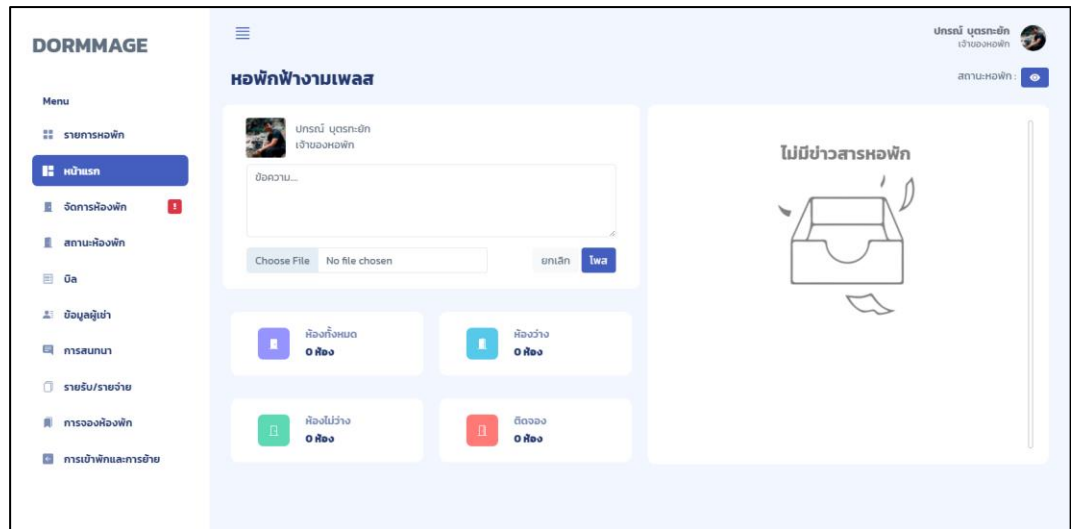 DORMMAGE
Menu
รายการหอพัก
หน้าแรก
จัดการห้องพัก
สถานะห้องพัก
บิล
ข้อมูลผู้เช่า
การสนทนา
รายรับ/รายจ่าย
การจองห้องพัก
การเข้าพักและการย้าย
ปกรณ์ บุตรทะยัก
เจ้าของหอพัก
หอพักฟ้างามเพลส
สถานะหอพัก :
ปกรณ์ บุตรทะยัก
เจ้าของหอพัก
ข้อความ...
Choose File No file chosen
ยกเลิก โพส
ห้องทั้งหมด
0 ห้อง
ห้องว่าง
0 ห้อง
ห้องไม่ว่าง
0 ห้อง
ติดจอง
0 ห้อง
ไม่มีข่าวสารหอพัก